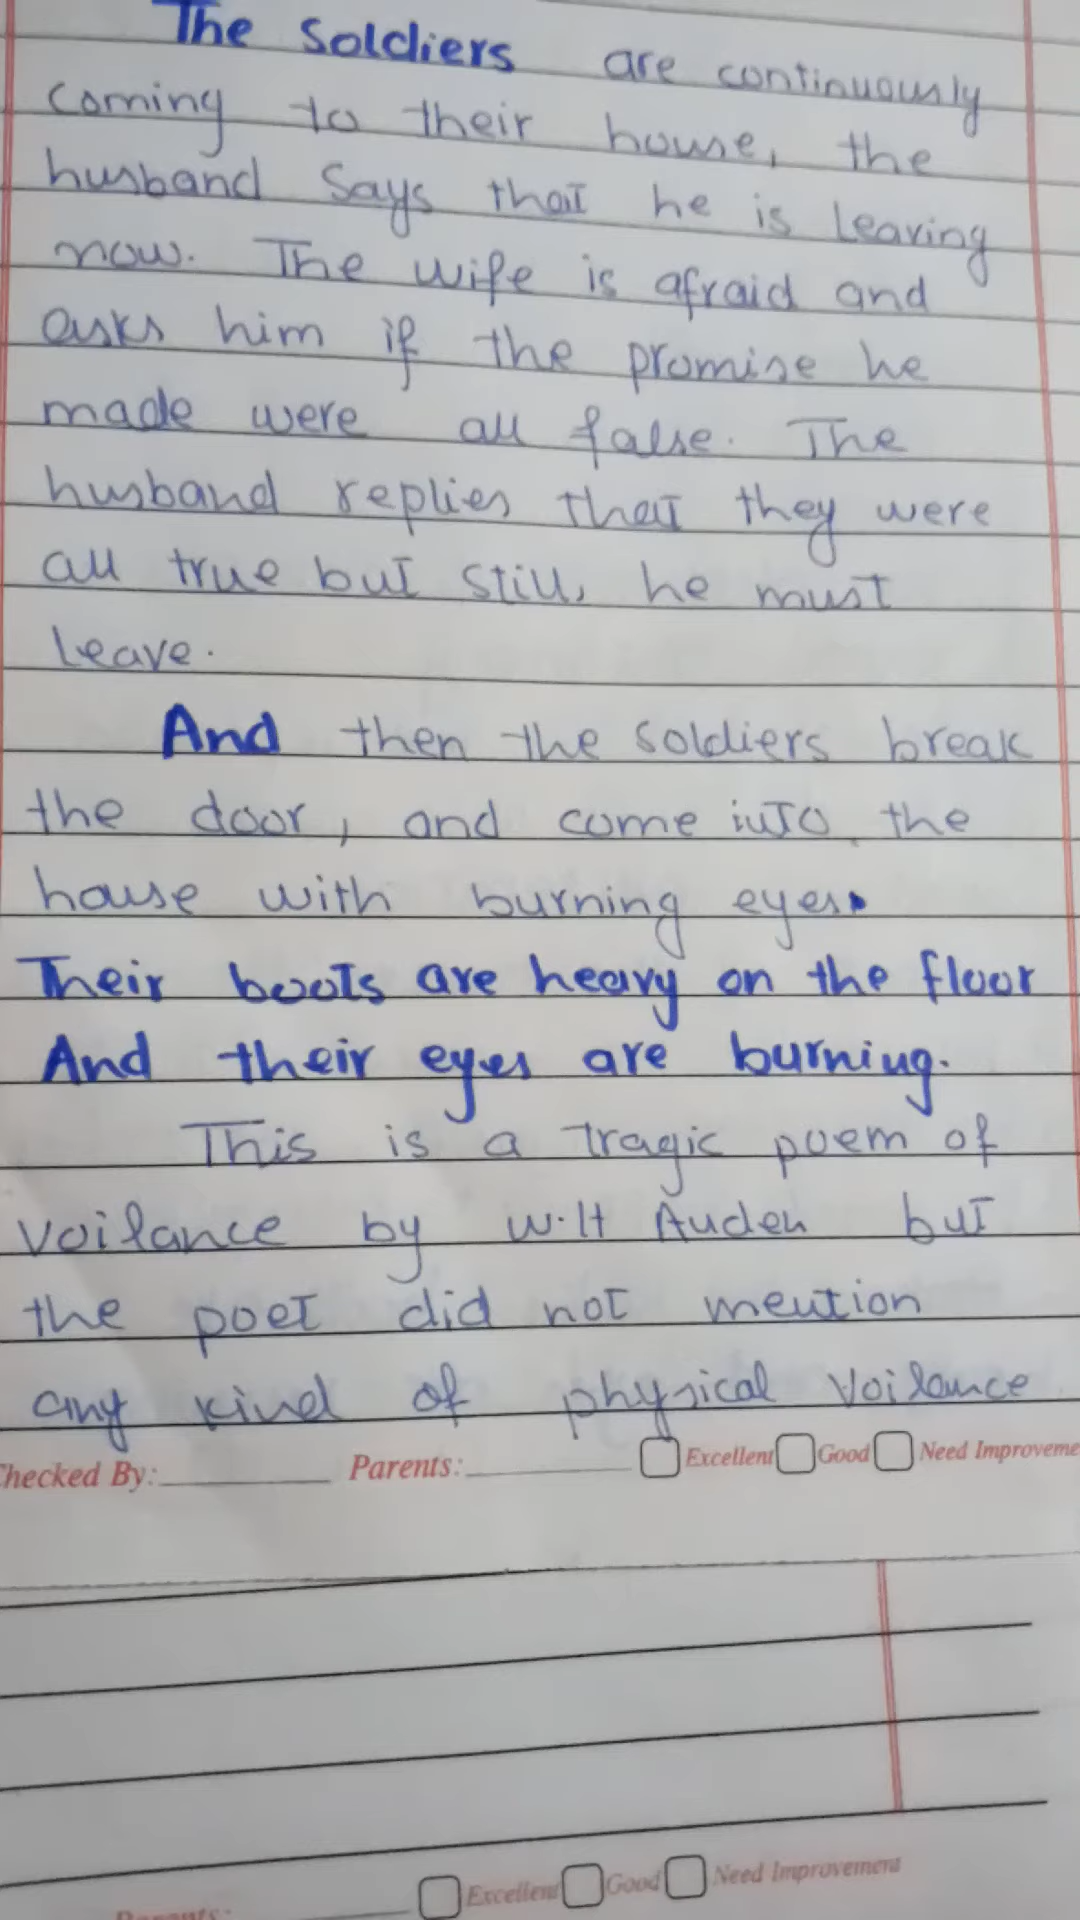 The Soldiers are continuously
coming to their house, the
husband says that he is leaving
now. The wife is afraid and
asks him if the promise he
made were all false. The
husband replies that they were
all true but still, he must
leave.
And then the soldiers break
the door, and come into the
house with burning eyes.
Their boots are heavy on the floor
And their eyes are burning.
This is a tragic poem of
voilance by W.H Auden but
the poet did not mention
any kind of physical voilance
Checked By: Parents: Excellent Good Need Improveme
Excellent Good Need Improvement